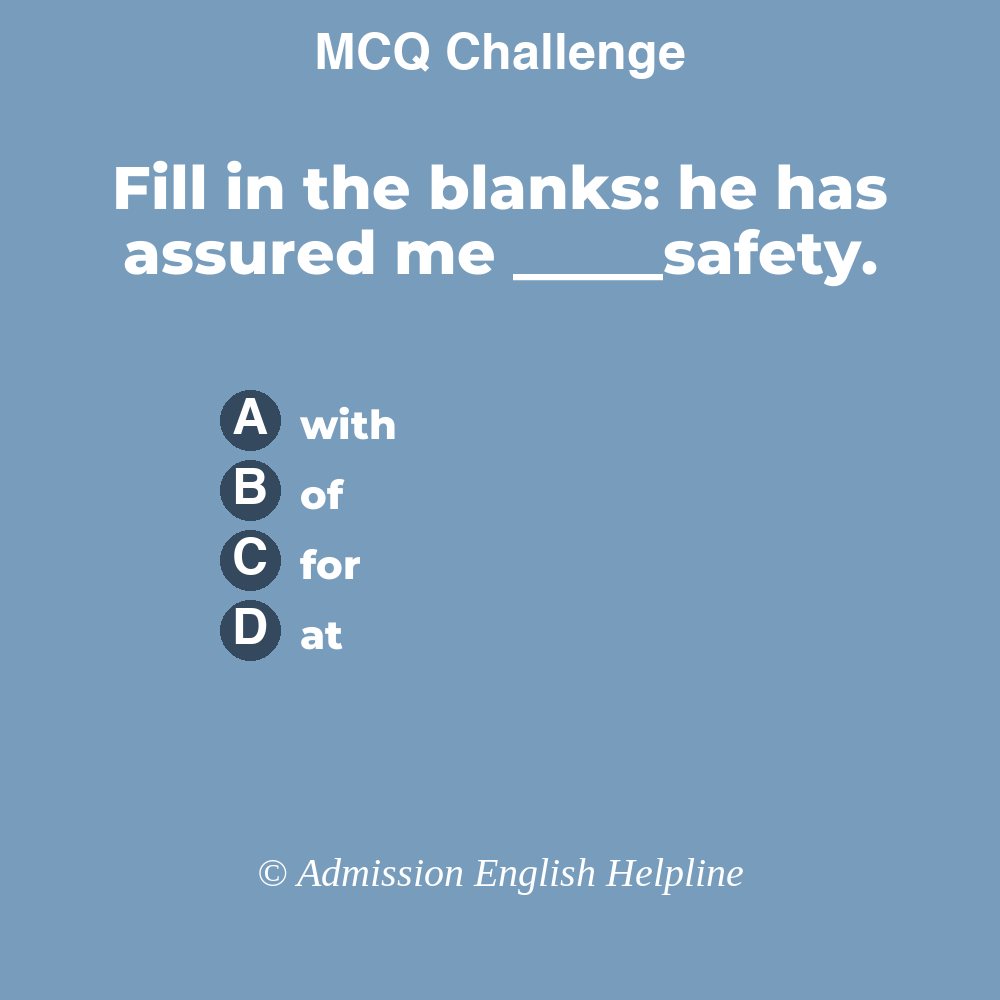 MCQ Challenge
Fill in the blanks: he has
assured me _____safety.
A with
B of
C for
D at
© Admission English Helpline